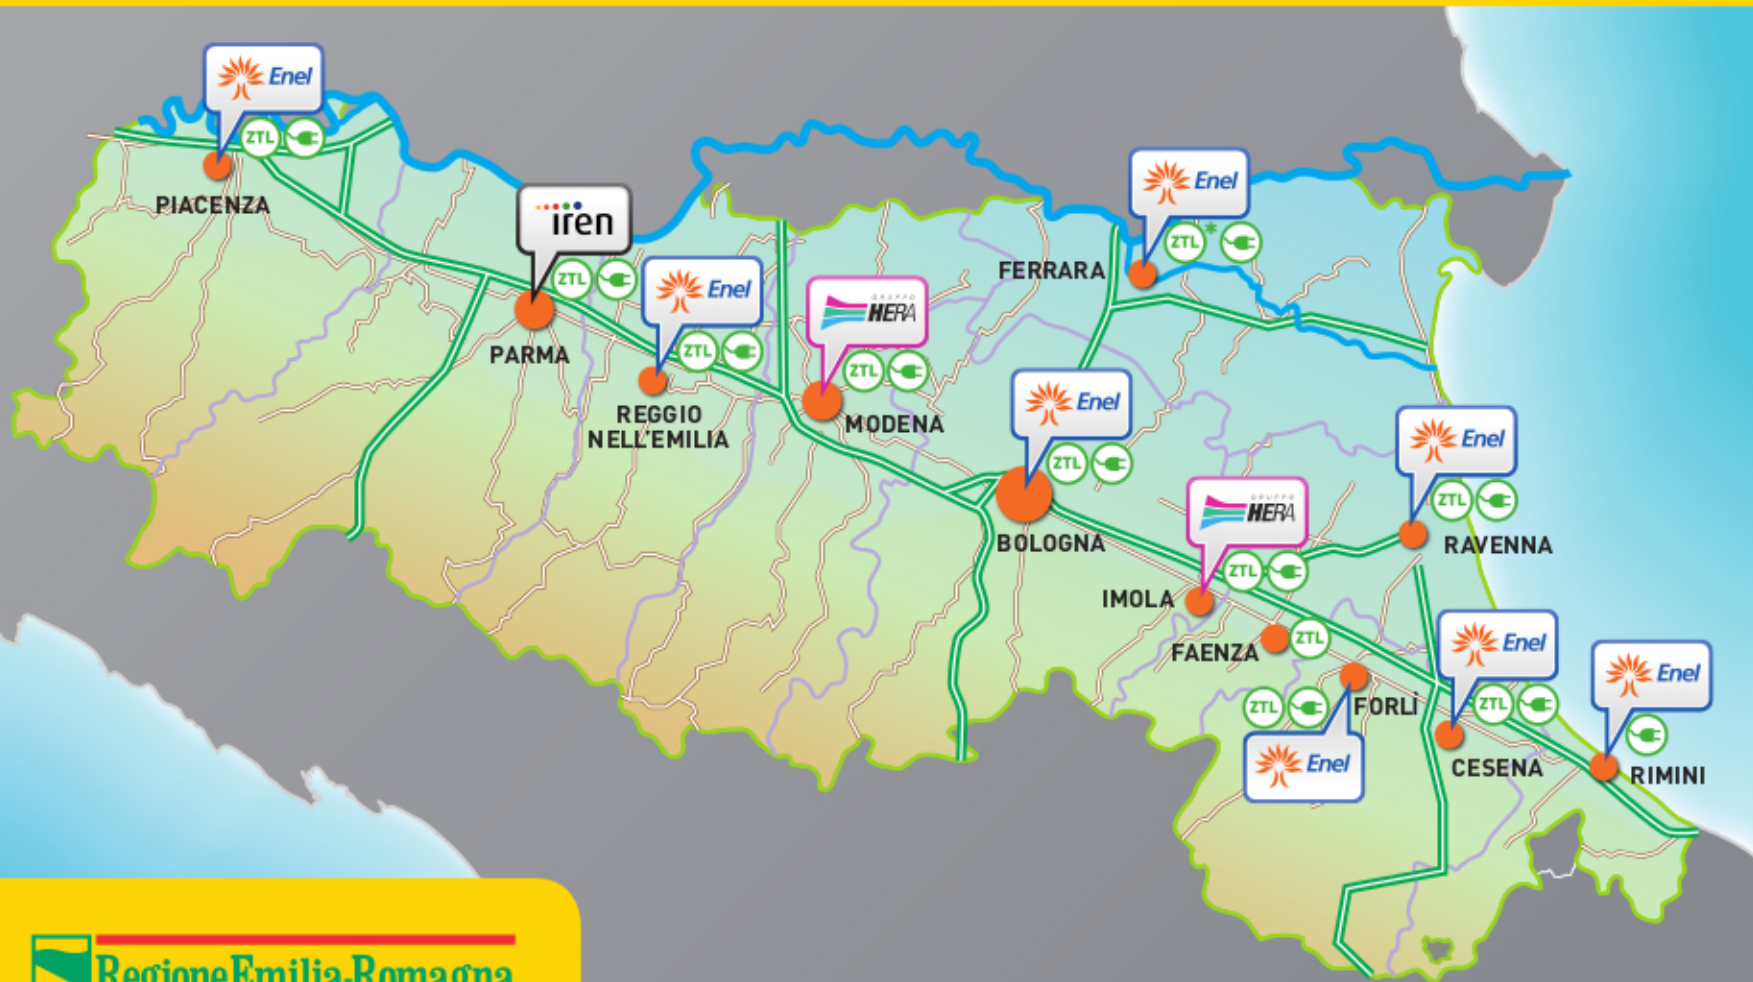 Enel
ZTL
PIACENZA
iren
ZTL
PARMA
Enel
ZTL
REGGIO
NELL'EMILIA
GRUPPO
HERA
ZTL
MODENA
Enel
ZTL*
FERRARA
Enel
ZTL
BOLOGNA
GRUPPO
HERA
ZTL
IMOLA
FAENZA
ZTL
Enel
ZTL
RAVENNA
ZTL
FORLÌ
Enel
Enel
ZTL
CESENA
Enel
RIMINI
RegioneEmilia-Romagna